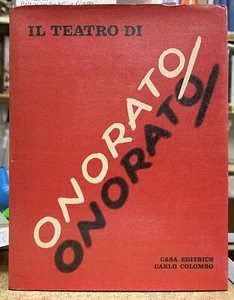 IL TEATRO DI
ONORATO
ONORATO
CASA EDITRICE
CARLO COLOMBO